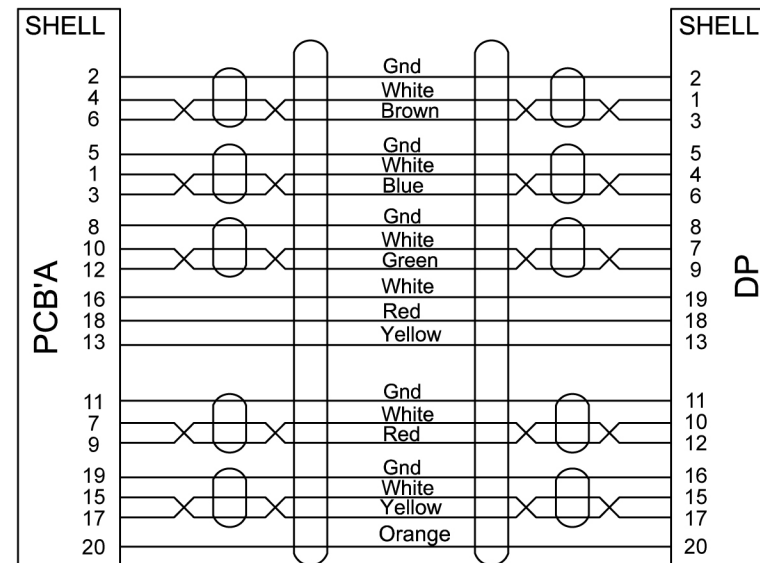 SHELL SHELL
2 Gnd 2
4 White 1
6 Brown 3
5 Gnd 5
1 White 4
3 Blue 6
8 Gnd 8
10 White 7
12 Green 9
16 White 19
18 Red 18
13 Yellow 13
11 Gnd 11
7 White 10
9 Red 12
19 Gnd 16
15 White 15
17 Yellow 17
20 Orange 20
PCB'A
DP